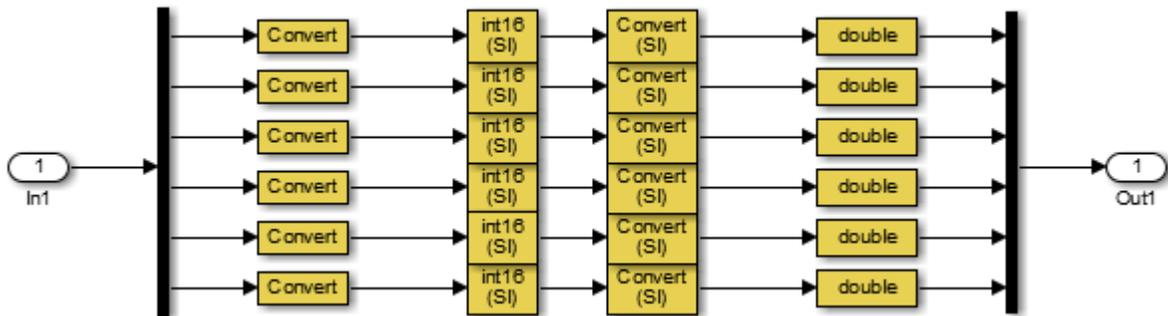 Convert
int16
(SI)
Convert
(SI)
double
Convert
int16
(SI)
Convert
(SI)
double
Convert
int16
(SI)
Convert
(SI)
double
1
In1
Convert
int16
(SI)
Convert
(SI)
double
1
Out1
Convert
int16
(SI)
Convert
(SI)
double
Convert
int16
(SI)
Convert
(SI)
double